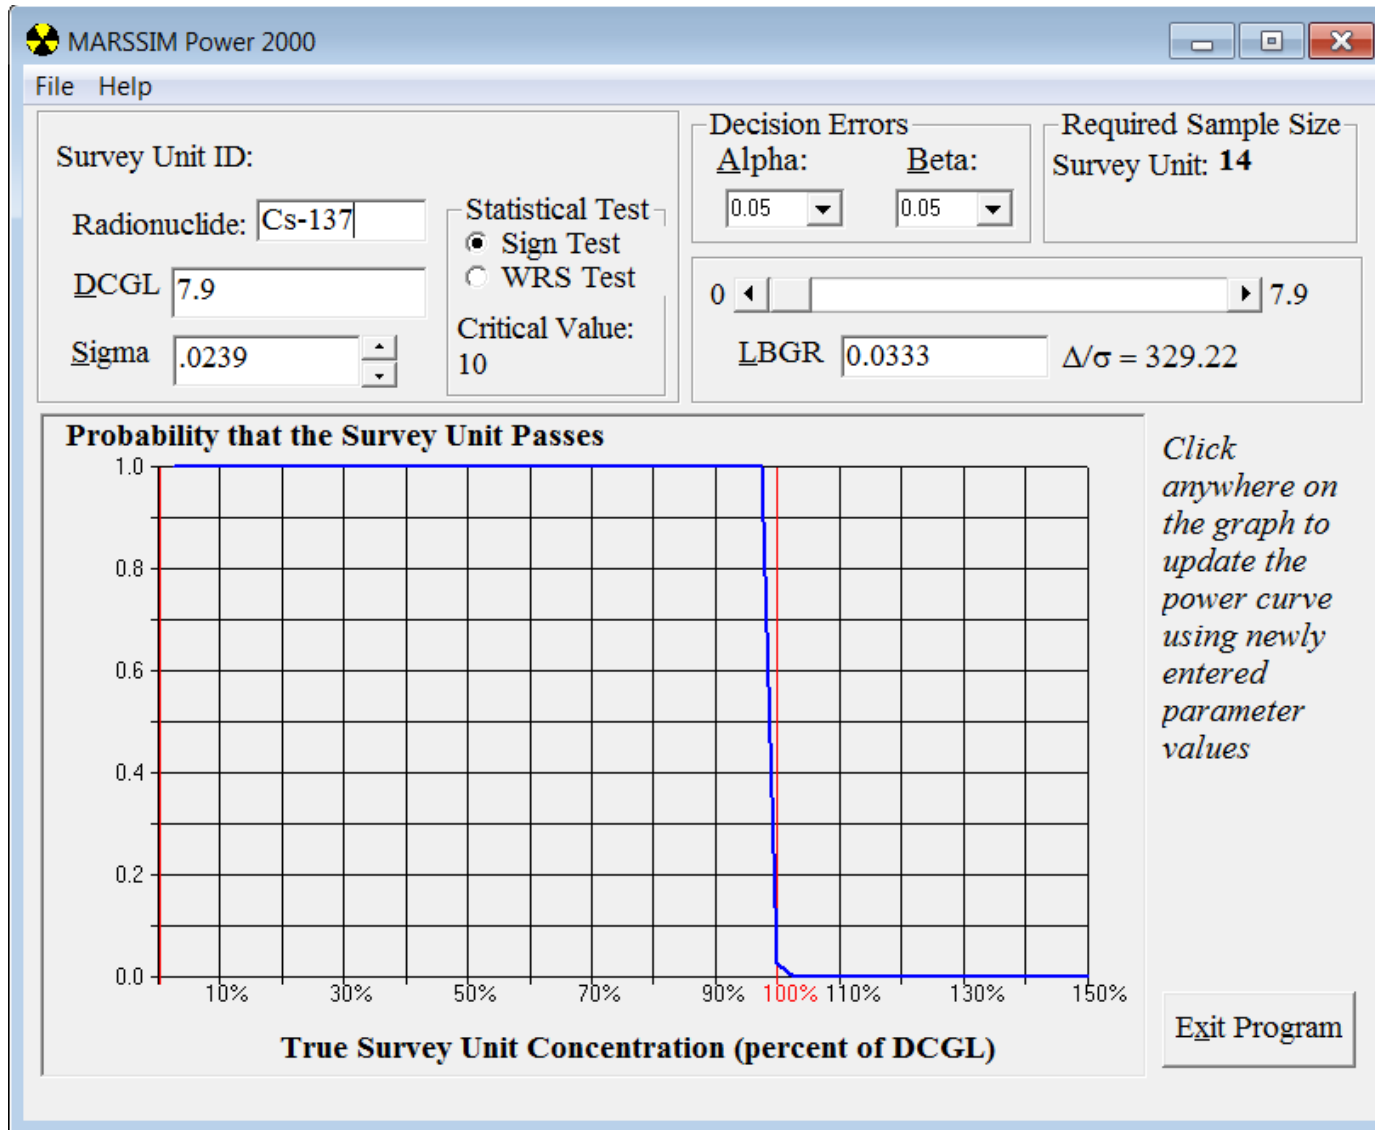 MARSSIM Power 2000
File Help
Survey Unit ID:
Radionuclide: Cs-137
DCGL 7.9
Sigma .0239
Statistical Test
Sign Test
WRS Test
Critical Value:
10
Decision Errors
Alpha: Beta:
0.05 0.05
Required Sample Size
Survey Unit: 14
0 7.9
LBGR 0.0333 Δ/σ = 329.22
Probability that the Survey Unit Passes
1.0
0.8
0.6
0.4
0.2
0.0
10% 30% 50% 70% 90% 100% 110% 130% 150%
True Survey Unit Concentration (percent of DCGL)
Click
anywhere on
the graph to
update the
power curve
using newly
entered
parameter
values
Exit Program